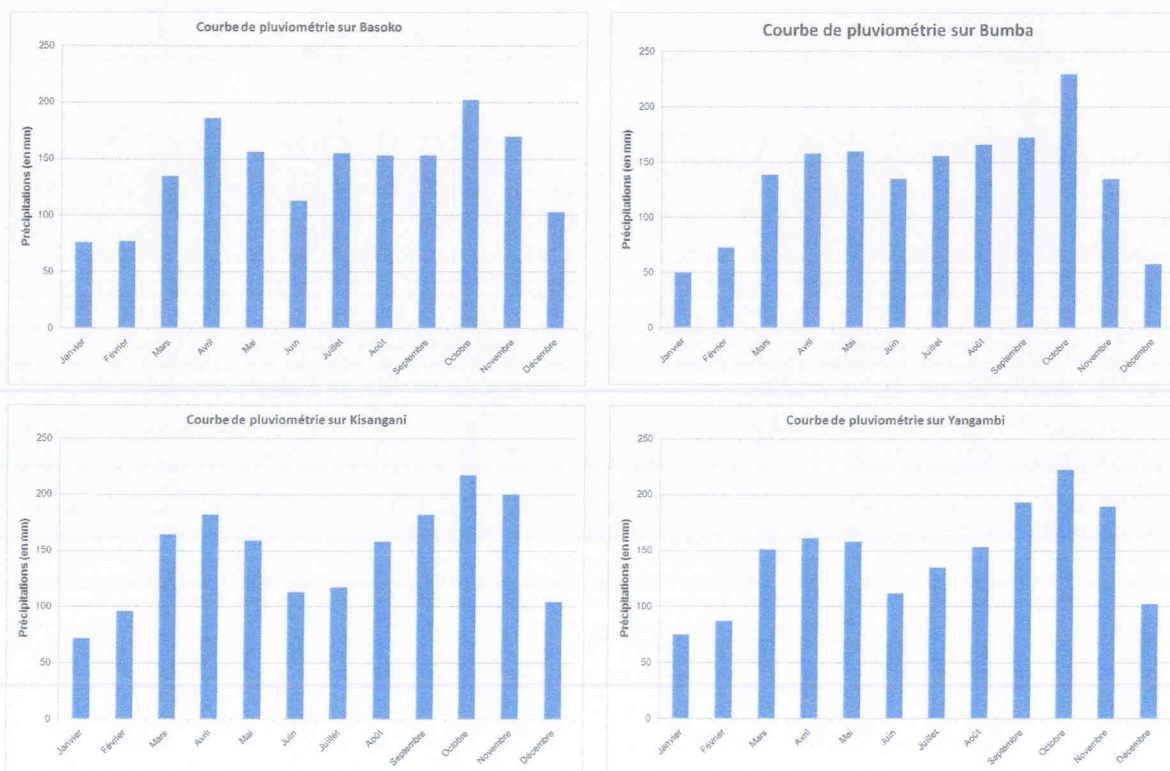 Courbe de pluviométrie sur Basoko
Précipitations (en mm)
250
200
150
100
50
0
Janvier
Février
Mars
Avril
Mai
Juin
Juillet
Août
Septembre
Octobre
Novembre
Décembre
Courbe de pluviométrie sur Bumba
Précipitations (en mm)
250
200
150
100
50
0
Janvier
Février
Mars
Avril
Mai
Juin
Juillet
Août
Septembre
Octobre
Novembre
Décembre
Courbe de pluviométrie sur Kisangani
Précipitations (en mm)
250
200
150
100
50
0
Janvier
Février
Mars
Avril
Mai
Juin
Juillet
Août
Septembre
Octobre
Novembre
Décembre
Courbe de pluviométrie sur Yangambi
Précipitations (en mm)
250
200
150
100
50
0
Janvier
Février
Mars
Avril
Mei
Juin
Juillet
Août
Septembre
Octobre
Novembre
Décembre